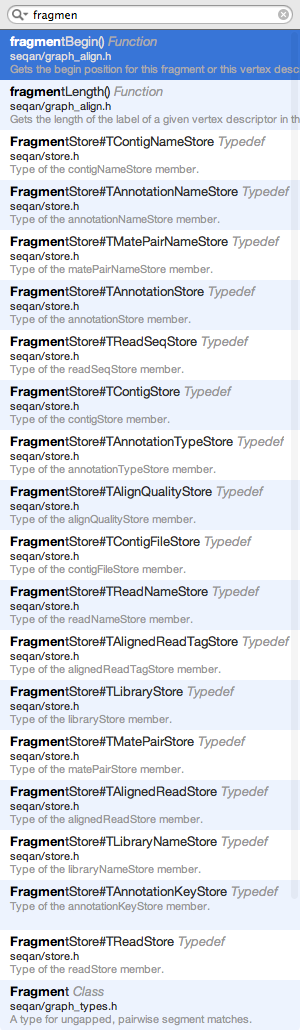 fragmen
fragmentBegin() Function
seqan/graph_align.h
Gets the begin position for this fragment or this vertex desc
fragmentLength() Function
seqan/graph_align.h
Gets the length of the label of a given vertex descriptor in th
FragmentStore#TContigNameStore Typedef
seqan/store.h
Type of the contigNameStore member.
FragmentStore#TAnnotationNameStore Typedef
seqan/store.h
Type of the annotationNameStore member.
FragmentStore#TMatePairNameStore Typedef
seqan/store.h
Type of the matePairNameStore member.
FragmentStore#TAnnotationStore Typedef
seqan/store.h
Type of the annotationStore member.
FragmentStore#TReadSeqStore Typedef
seqan/store.h
Type of the readSeqStore member.
FragmentStore#TContigStore Typedef
seqan/store.h
Type of the contigStore member.
FragmentStore#TAnnotationTypeStore Typedef
seqan/store.h
Type of the annotationTypeStore member.
FragmentStore#TAlignQualityStore Typedef
seqan/store.h
Type of the alignQualityStore member.
FragmentStore#TContigFileStore Typedef
seqan/store.h
Type of the contigFileStore member.
FragmentStore#TReadNameStore Typedef
seqan/store.h
Type of the readNameStore member.
FragmentStore#TAlignedReadTagStore Typedef
seqan/store.h
Type of the alignedReadTagStore member.
FragmentStore#TLibraryStore Typedef
seqan/store.h
Type of the libraryStore member.
FragmentStore#TMatePairStore Typedef
seqan/store.h
Type of the matePairStore member.
FragmentStore#TAlignedReadStore Typedef
seqan/store.h
Type of the alignedReadStore member.
FragmentStore#TLibraryNameStore Typedef
seqan/store.h
Type of the libraryNameStore member.
FragmentStore#TAnnotationKeyStore Typedef
seqan/store.h
A type of the annotationKeyStore member.
FragmentStore#TReadStore Typedef
seqan/store.h
Type of the readStore member.
Fragment Class
seqan/graph_types.h
A type for ungapped, pairwise segment matches.